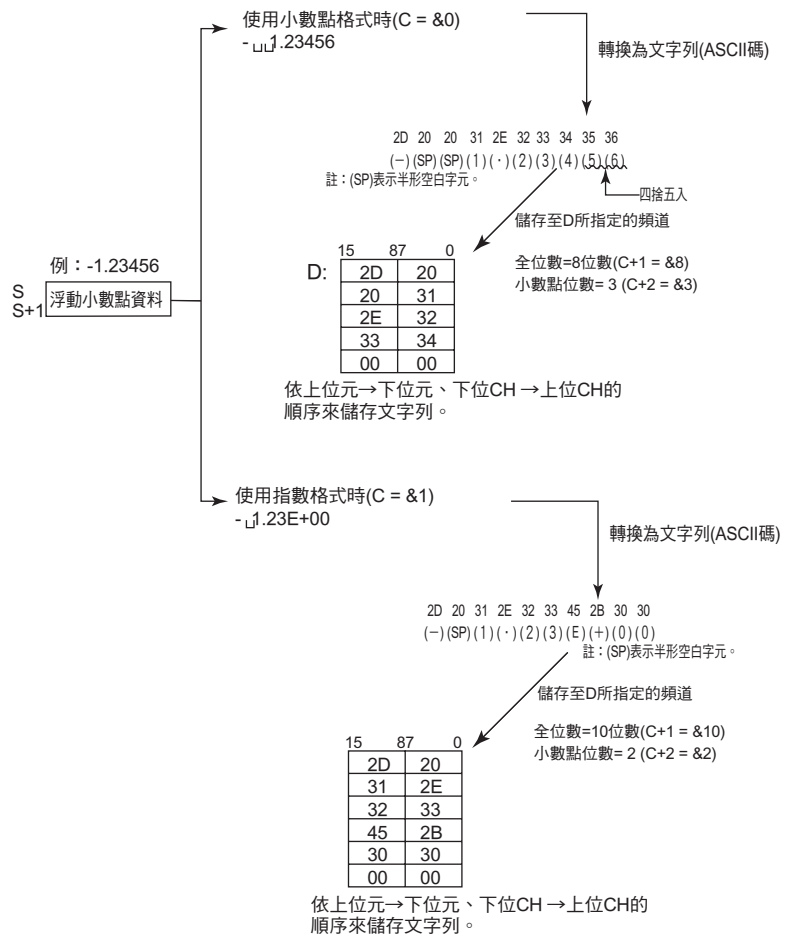 使用小數點格式時(C = &0)
- ␣␣1.23456
轉換為文字列(ASCII碼)
2D 20 20 31 2E 32 33 34 35 36
(−)(SP)(SP)(1)(・)(2)(3)(4)(5)(6)
註：(SP)表示半形空白字元。
四捨五入
儲存至D所指定的頻道
例：-1.23456
S
S+1
浮動小數點資料
全位數=8位數(C+1 = &8)
小數點位數= 3 (C+2 = &3)
15 87 0
D:
2D 20
20 31
2E 32
33 34
00 00
依上位元→下位元、下位CH→上位CH的
順序來儲存文字列。
使用指數格式時(C = &1)
- ␣1.23E+00
轉換為文字列(ASCII碼)
2D 20 31 2E 32 33 45 2B 30 30
(−)(SP)(1)(・)(2)(3)(E)(+)(0)(0)
註：(SP)表示半形空白字元。
儲存至D所指定的頻道
全位數=10位數(C+1 = &10)
小數點位數= 2 (C+2 = &2)
15 87 0
2D 20
31 2E
32 33
45 2B
30 30
00 00
依上位元→下位元、下位CH→上位CH的
順序來儲存文字列。